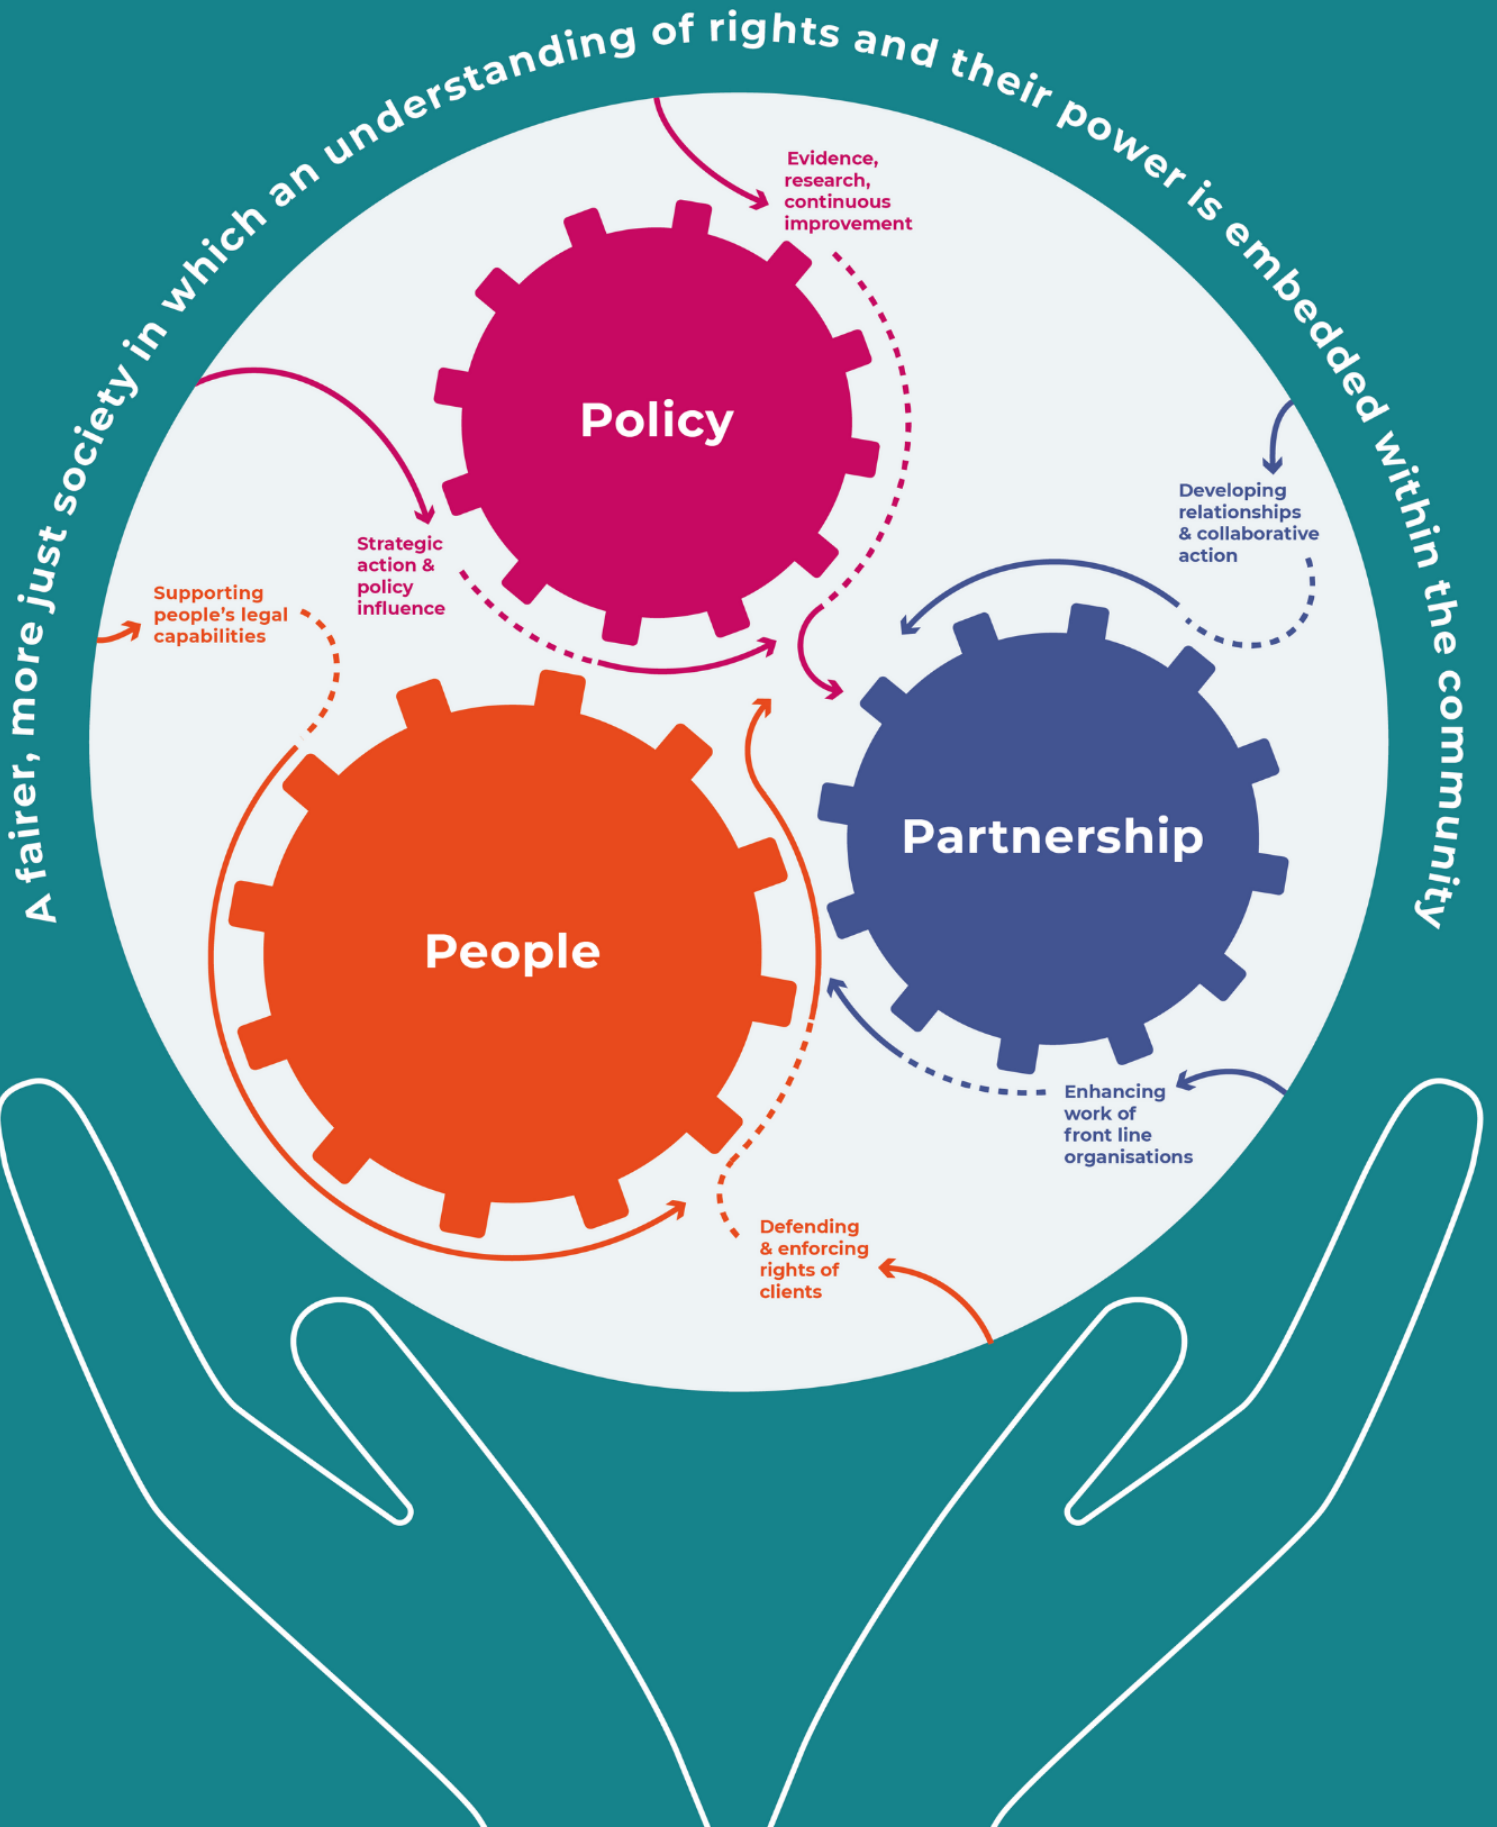 A fairer, more just society in which an understanding of rights and their power is embedded within the community
Evidence,
research,
continuous
improvement
Policy
Strategic
action &
policy
influence
Developing
relationships
& collaborative
action
Supporting
people’s legal
capabilities
Partnership
People
Enhancing
work of
front line
organisations
Defending
& enforcing
rights of
clients